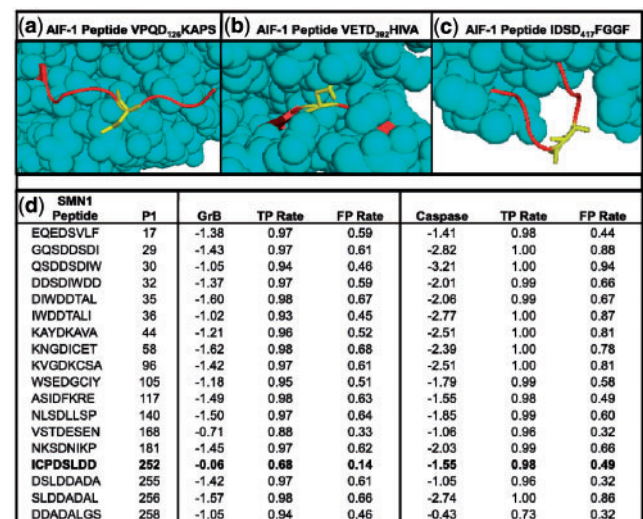 (a) AIF-1 Peptide VPQD126KAPS (b) AIF-1 Peptide VETD392HIVA (c) AIF-1 Peptide IDSD417FGGF
(d) SMN1 Peptide P1 GrB TP Rate FP Rate Caspase TP Rate FP Rate
EQEDSVLF 17 -1.38 0.97 0.59 -1.41 0.98 0.44
GQSDDSDI 29 -1.43 0.97 0.61 -2.82 1.00 0.88
QSDDSDIW 30 -1.05 0.94 0.46 -3.21 1.00 0.94
DDSDIWDD 32 -1.37 0.97 0.59 -2.01 0.99 0.66
DIWDDTAL 35 -1.60 0.98 0.67 -2.06 0.99 0.67
IWDDTALI 36 -1.02 0.93 0.45 -2.77 1.00 0.87
KAYDKAVA 44 -1.21 0.96 0.52 -2.51 1.00 0.81
KNGDICET 58 -1.62 0.98 0.68 -2.39 1.00 0.78
KVGDKCSA 96 -1.42 0.97 0.61 -2.51 1.00 0.81
WSEDGCIY 105 -1.18 0.95 0.51 -1.79 0.99 0.58
ASIDFKRE 117 -1.49 0.98 0.63 -1.55 0.98 0.49
NLSDLLSP 140 -1.50 0.97 0.64 -1.85 0.99 0.60
VSTDESEN 168 -0.71 0.88 0.33 -1.06 0.96 0.32
NKSDNIKP 181 -1.45 0.97 0.62 -2.03 0.99 0.66
ICPDSLDD 252 -0.06 0.68 0.14 -1.55 0.98 0.49
DSLDDADA 255 -1.42 0.97 0.61 -1.05 0.96 0.32
SLDDADAL 256 -1.57 0.98 0.66 -2.74 1.00 0.86
DDADALGS 258 -1.05 0.94 0.46 -0.43 0.73 0.32